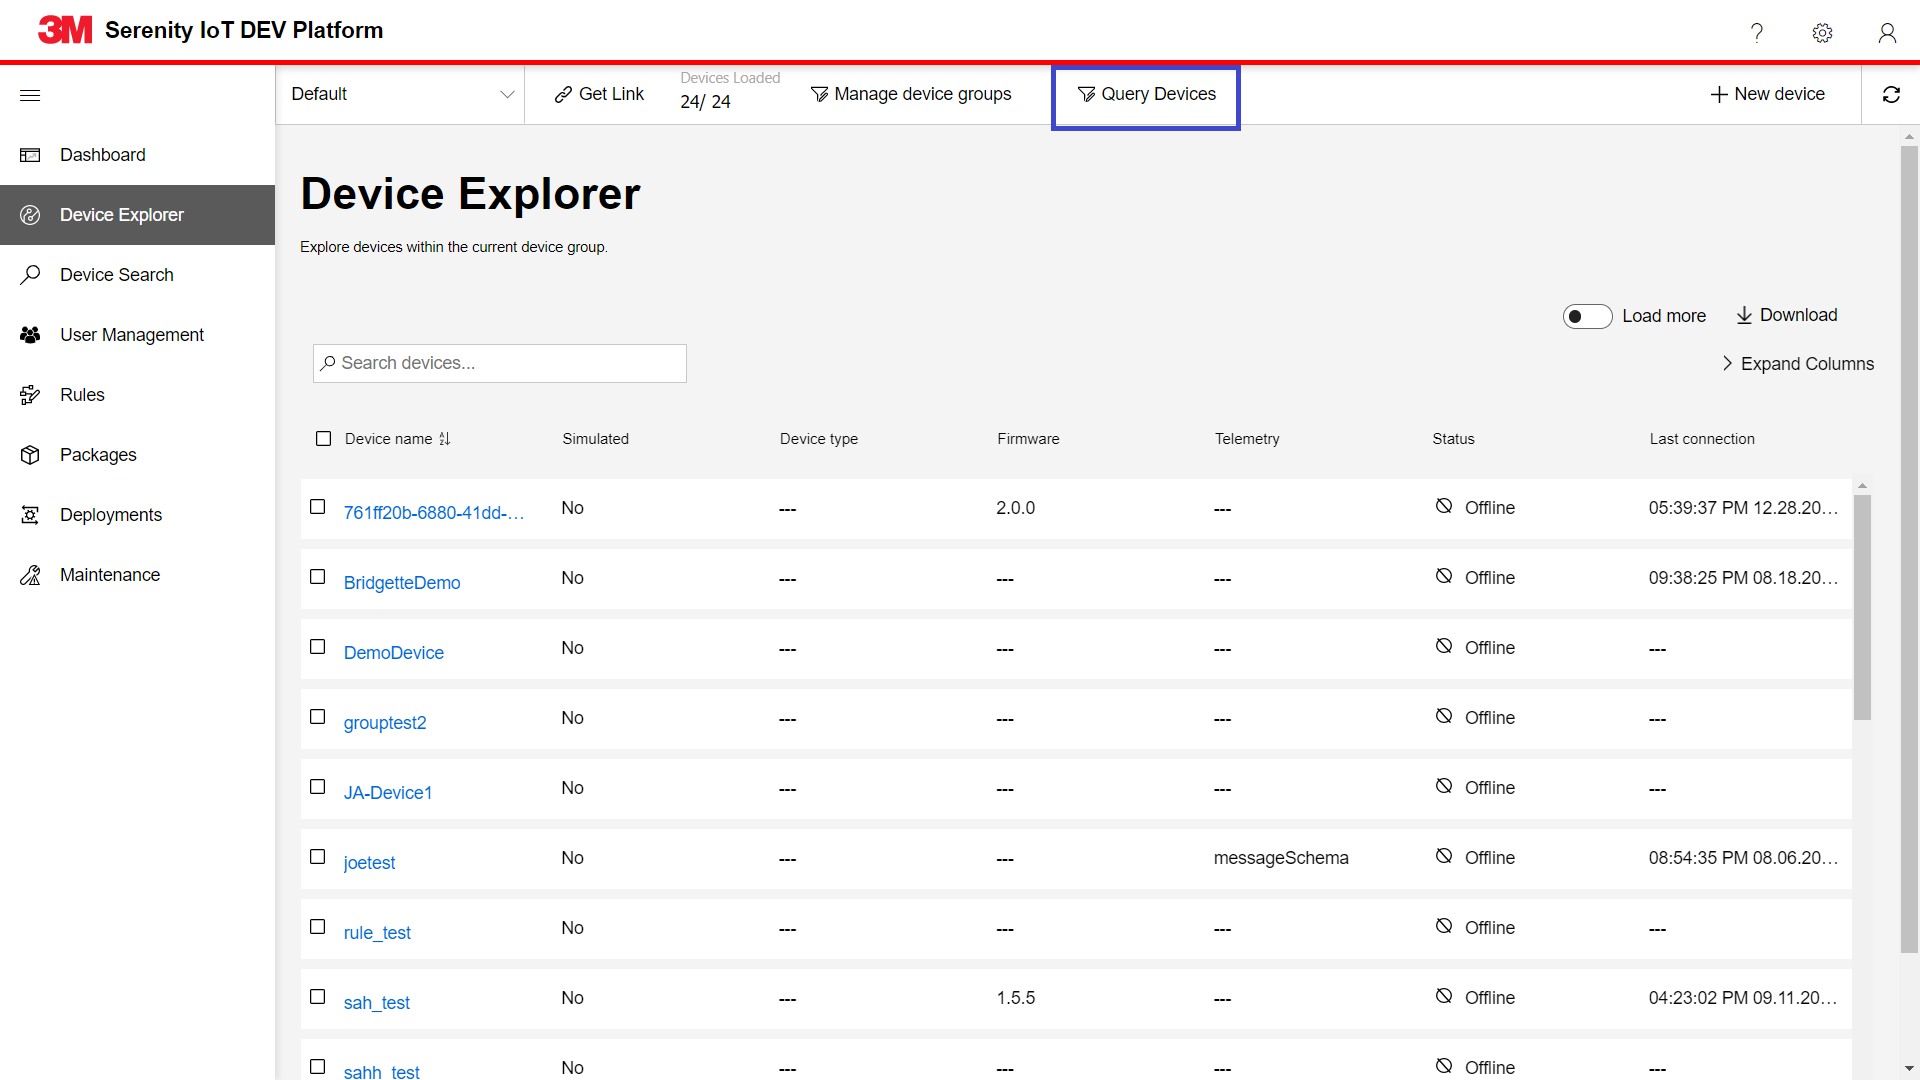 3M Serenity IoT DEV Platform
Default
Get Link
Devices Loaded
24/ 24
Manage device groups
Query Devices
New device
Dashboard
Device Explorer
Device Search
User Management
Rules
Packages
Deployments
Maintenance
Device Explorer
Explore devices within the current device group.
Load more
Download
Search devices...
Expand Columns
Device name Simulated Device type Firmware Telemetry Status Last connection
761ff20b-6880-41dd-... No --- 2.0.0 --- Offline 05:39:37 PM 12.28.20...
BridgetteDemo No --- --- --- Offline 09:38:25 PM 08.18.20...
DemoDevice No --- --- --- Offline ---
grouptest2 No --- --- --- Offline ---
JA-Device1 No --- --- --- Offline ---
joetest No --- --- messageSchema Offline 08:54:35 PM 08.06.20...
rule_test No --- --- --- Offline ---
sah_test No --- 1.5.5 --- Offline 04:23:02 PM 09.11.20...
sahh_test No --- --- --- Offline ---